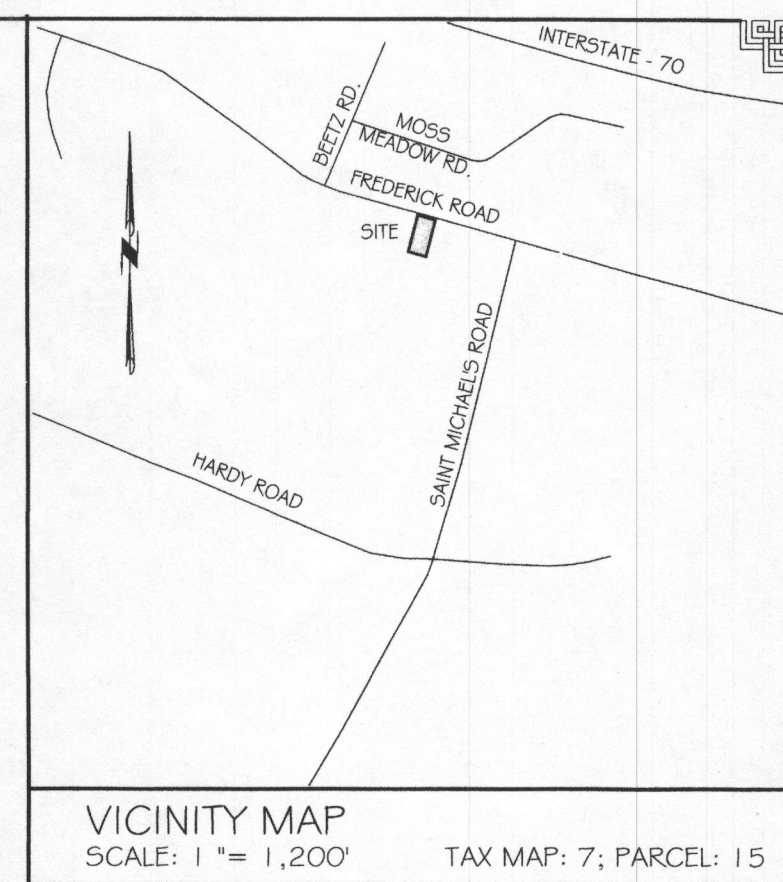 INTERSTATE - 70
BEETZ RD.
MOSS
MEADOW RD.
FREDERICK ROAD
SITE
SAINT MICHAEL'S ROAD
HARDY ROAD
N
VICINITY MAP
SCALE: 1 "= 1,200'
TAX MAP: 7; PARCEL: 15